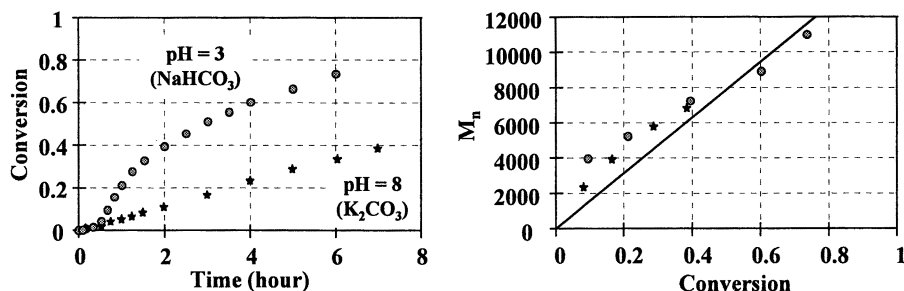 1
0.8
0.6
0.4
0.2
0
Conversion
pH = 3
(NaHCO₃)
pH = 8
(K₂CO₃)
0 2 4 6 8
Time (hour)
12000
10000
8000
6000
4000
2000
Mₙ
0 0.2 0.4 0.6 0.8 1
Conversion